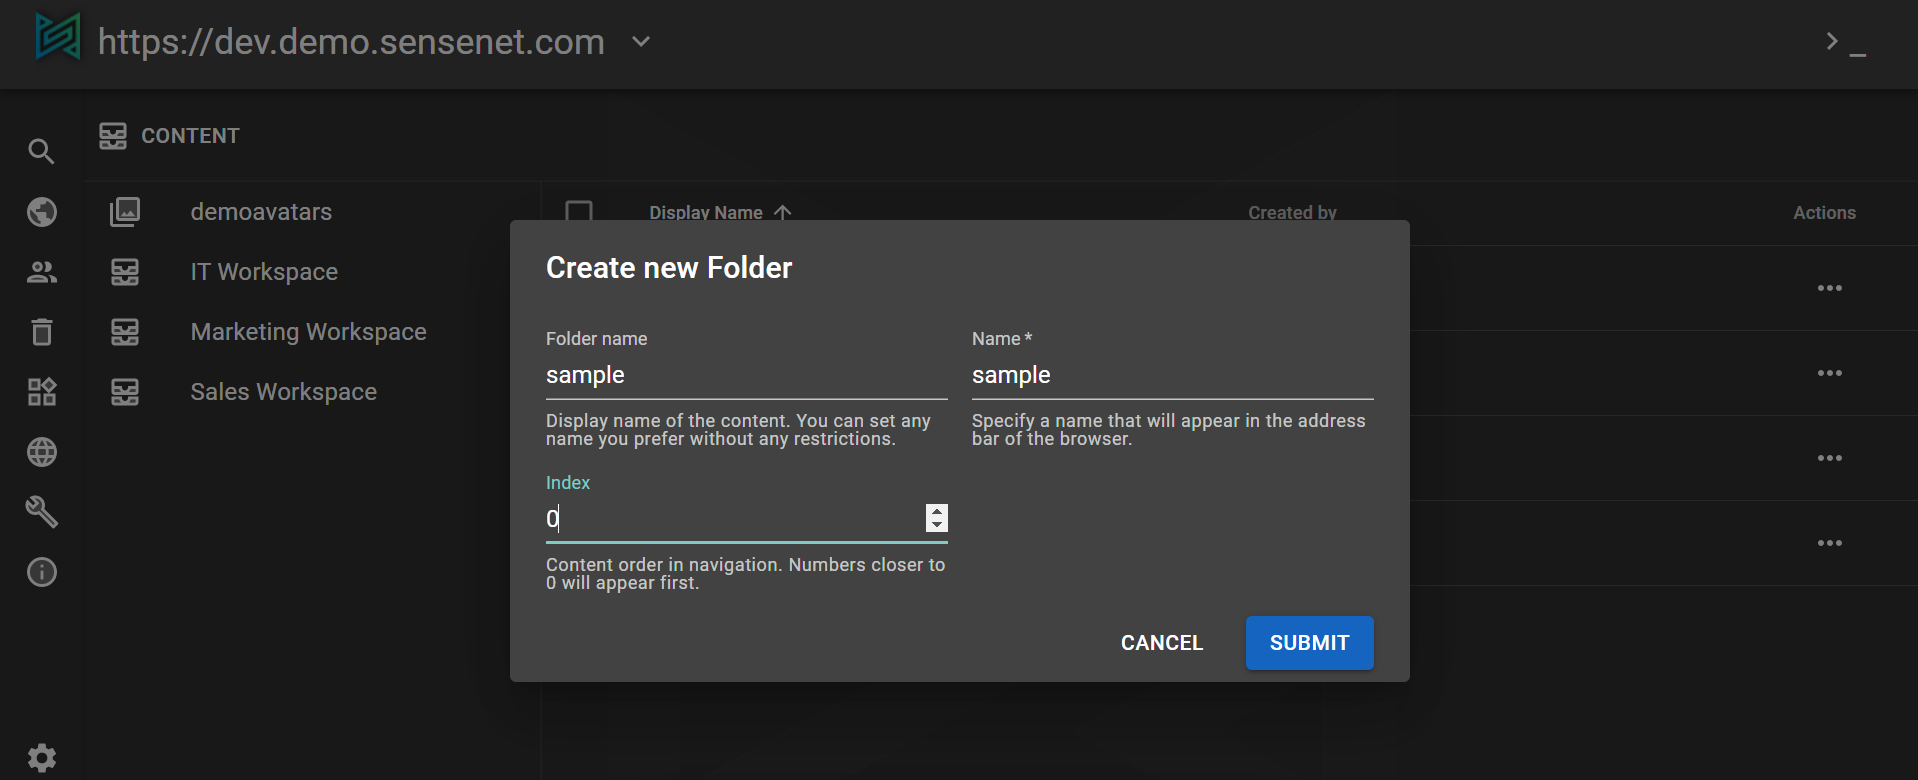 https://dev.demo.sensenet.com
CONTENT
demoavatars
IT Workspace
Marketing Workspace
Sales Workspace
Display Name
Created by
Actions
Create new Folder
Folder name
sample
Display name of the content. You can set any
name you prefer without any restrictions.
Name *
sample
Specify a name that will appear in the address
bar of the browser.
Index
0
Content order in navigation. Numbers closer to
0 will appear first.
CANCEL
SUBMIT